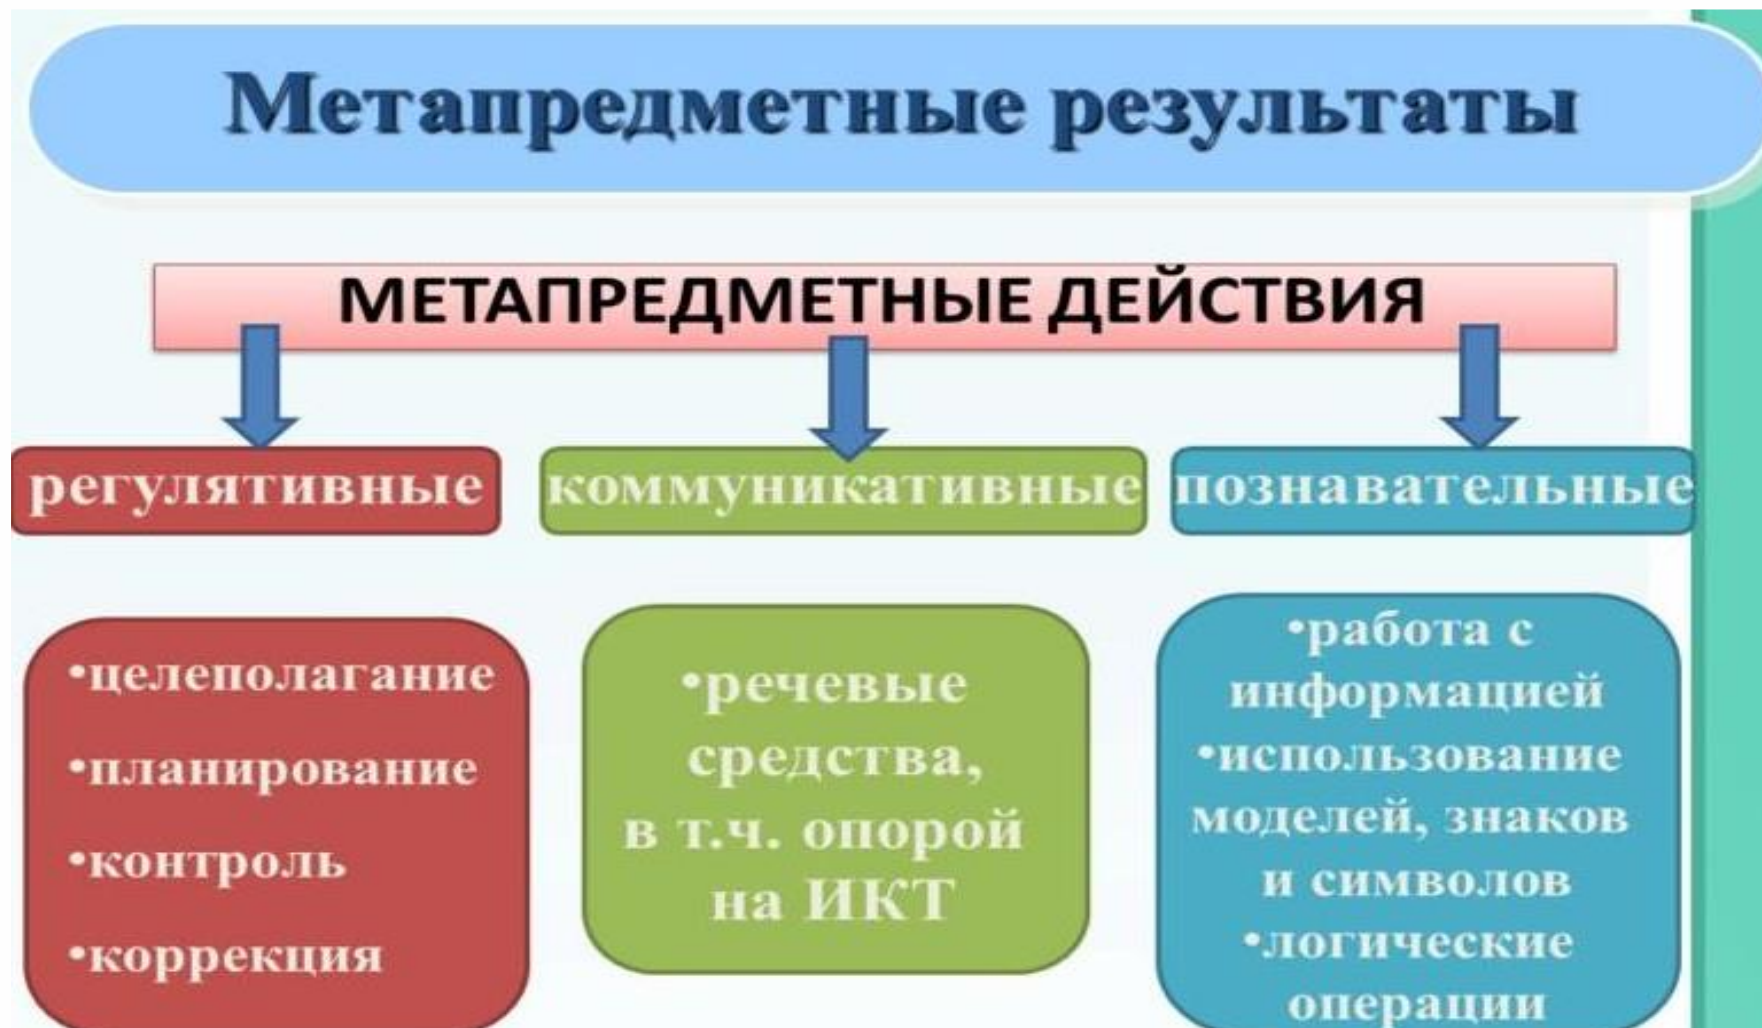 Метапредметные результаты
МЕТАПРЕДМЕТНЫЕ ДЕЙСТВИЯ
регулятивные
коммуникативные
познавательные
•целеполагание
•планирование
•контроль
•коррекция
•речевые
средства,
в т.ч. опорой
на ИКТ
•работа с
информацией
•использование
моделей, знаков
и символов
•логические
операции